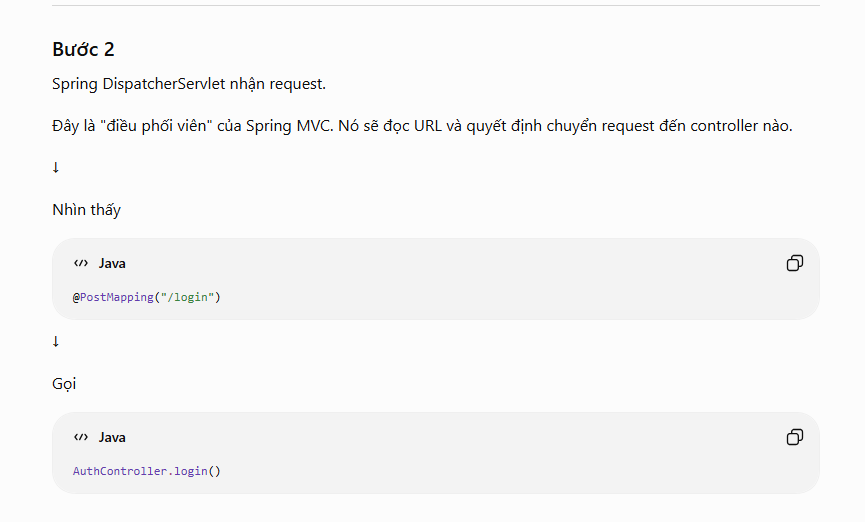 Bước 2
Spring DispatcherServlet nhận request.
Đây là "điều phối viên" của Spring MVC. Nó sẽ đọc URL và quyết định chuyển request đến controller nào.
↓
Nhìn thấy
</> Java
@PostMapping("/login")
↓
Gọi
</> Java
AuthController.login()